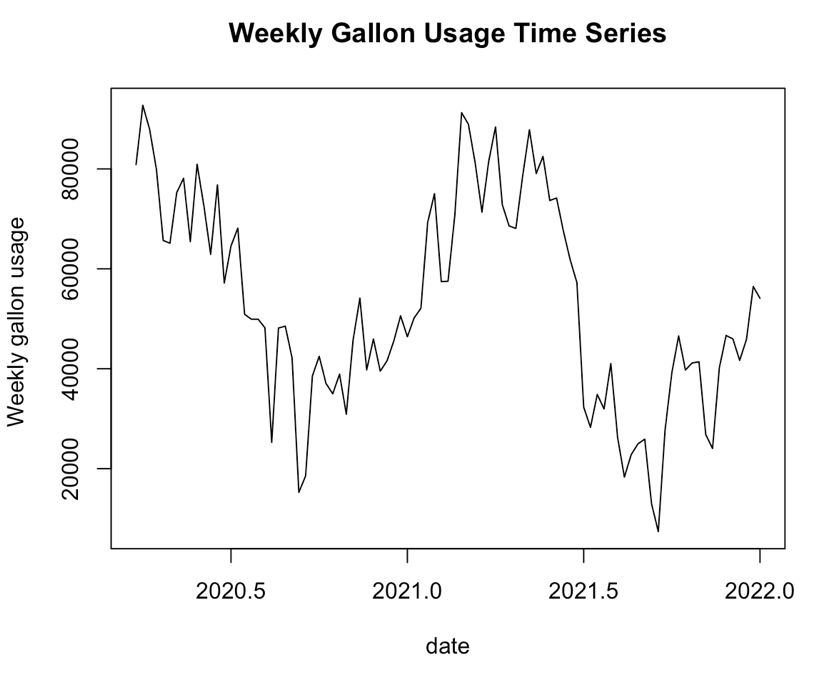 Weekly Gallon Usage Time Series
Weekly gallon usage
80000
60000
40000
20000
2020.5 2021.0 2021.5 2022.0
date